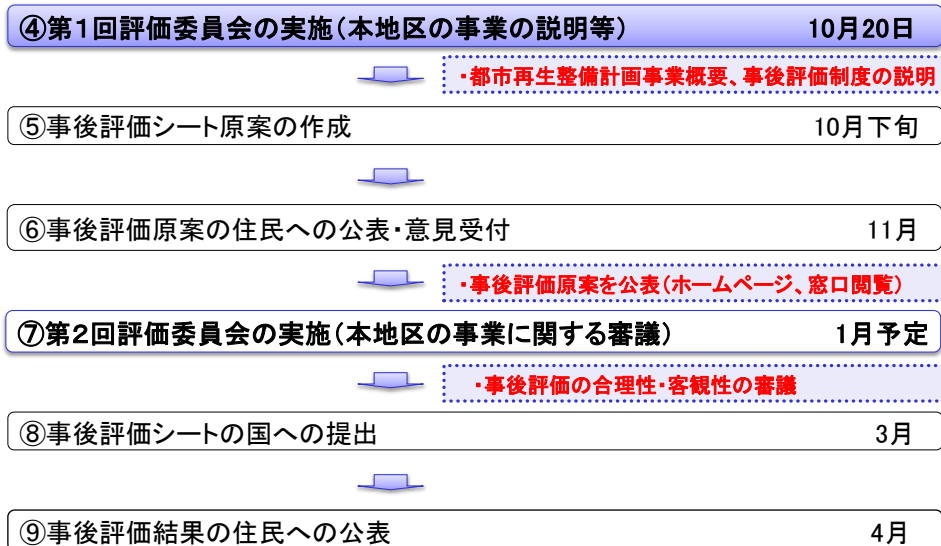 ④第１回評価委員会の実施（本地区の事業の説明等） 10月20日
・都市再生整備計画事業概要、事後評価制度の説明
⑤事後評価シート原案の作成 10月下旬
⑥事後評価原案の住民への公表・意見受付 11月
・事後評価原案を公表（ホームページ、窓口閲覧）
⑦第２回評価委員会の実施（本地区の事業に関する審議） 1月予定
・事後評価の合理性・客観性の審議
⑧事後評価シートの国への提出 3月
⑨事後評価結果の住民への公表 4月